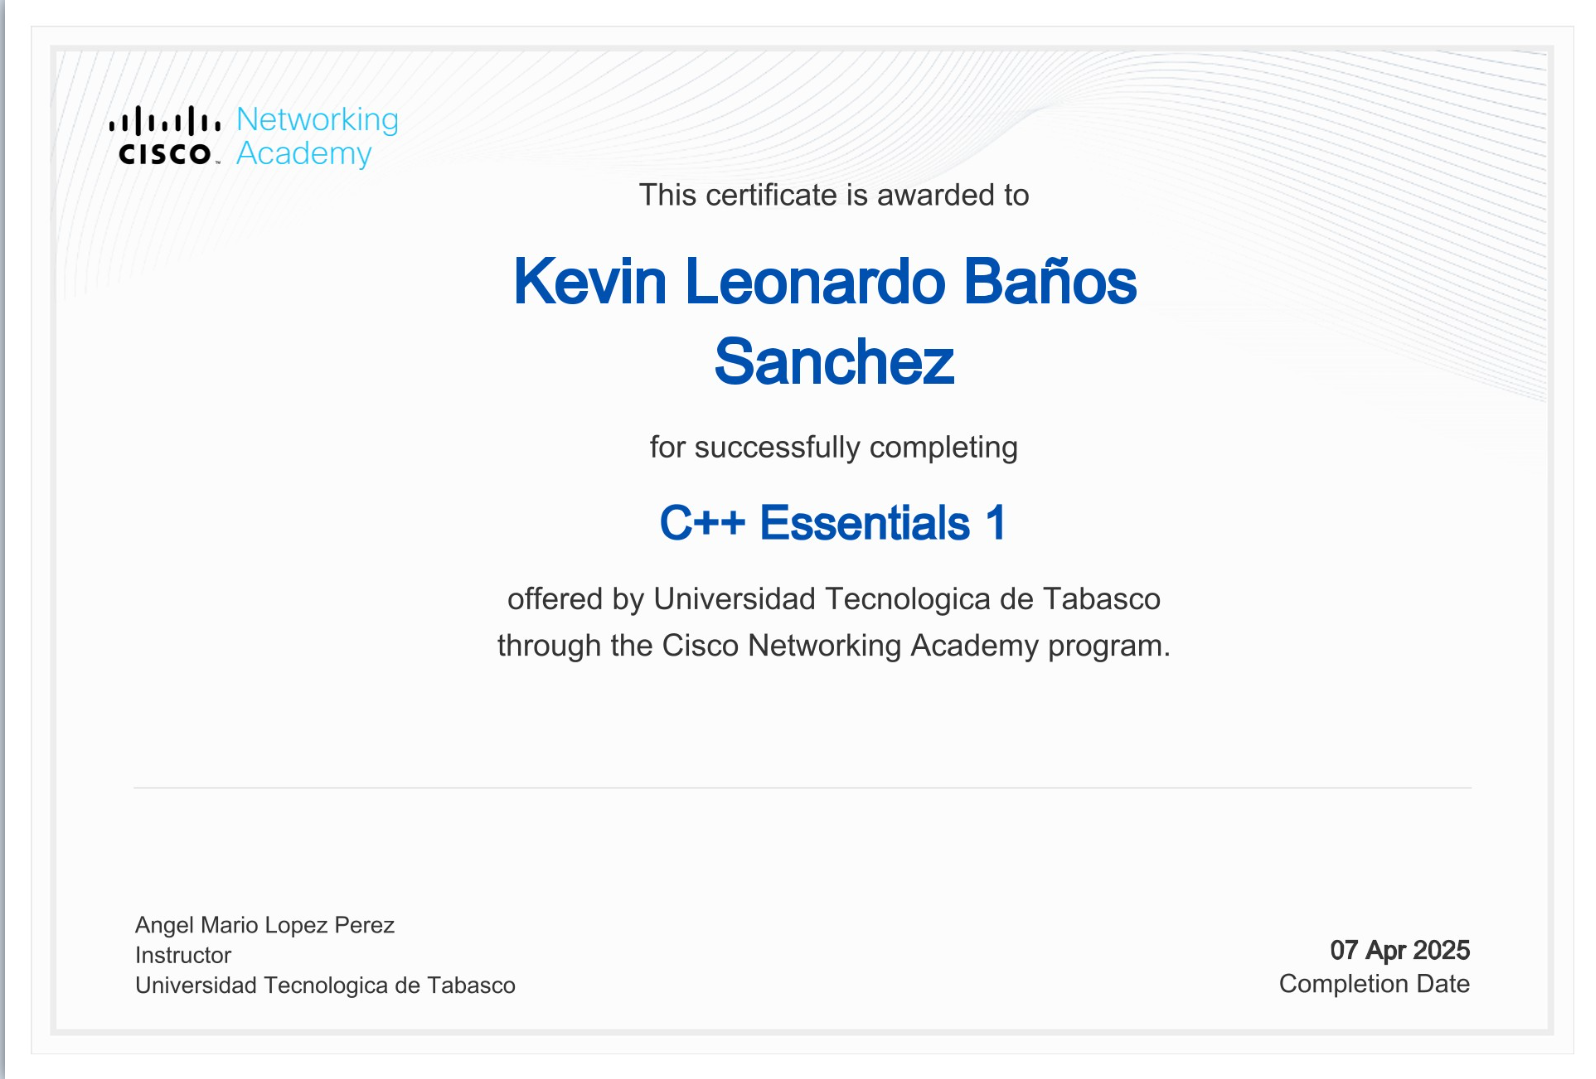 Networking
CISCO Academy
This certificate is awarded to
Kevin Leonardo Baños
Sanchez
for successfully completing
C++ Essentials 1
offered by Universidad Tecnologica de Tabasco
through the Cisco Networking Academy program.
Angel Mario Lopez Perez
Instructor
Universidad Tecnologica de Tabasco
07 Apr 2025
Completion Date